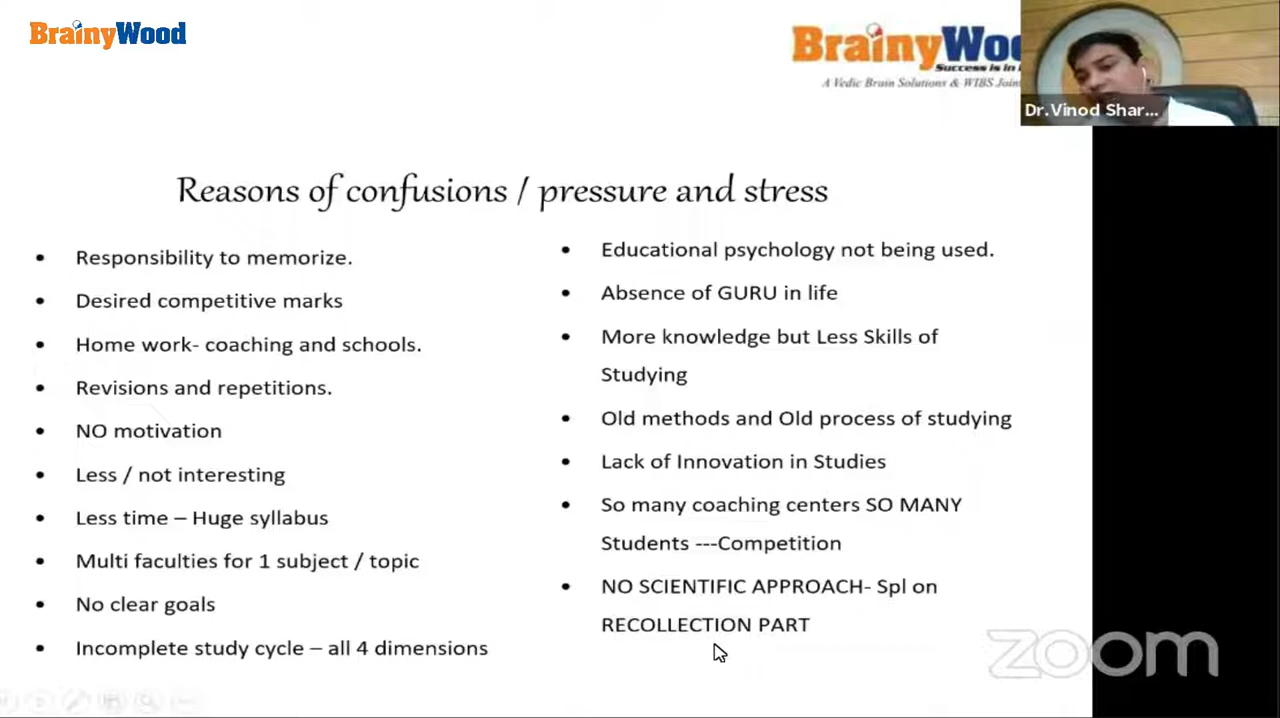 BrainyWood
BrainyWoo
Success is in
A Vedic Brain Solutions & WIBS Join
Dr.Vinod Shar...
Reasons of confusions / pressure and stress
• Responsibility to memorize.
• Desired competitive marks
• Home work- coaching and schools.
• Revisions and repetitions.
• NO motivation
• Less / not interesting
• Less time – Huge syllabus
• Multi faculties for 1 subject / topic
• No clear goals
• Incomplete study cycle – all 4 dimensions
• Educational psychology not being used.
• Absence of GURU in life
• More knowledge but Less Skills of
Studying
• Old methods and Old process of studying
• Lack of Innovation in Studies
• So many coaching centers SO MANY
Students ---Competition
• NO SCIENTIFIC APPROACH- Spl on
RECOLLECTION PART
zoom